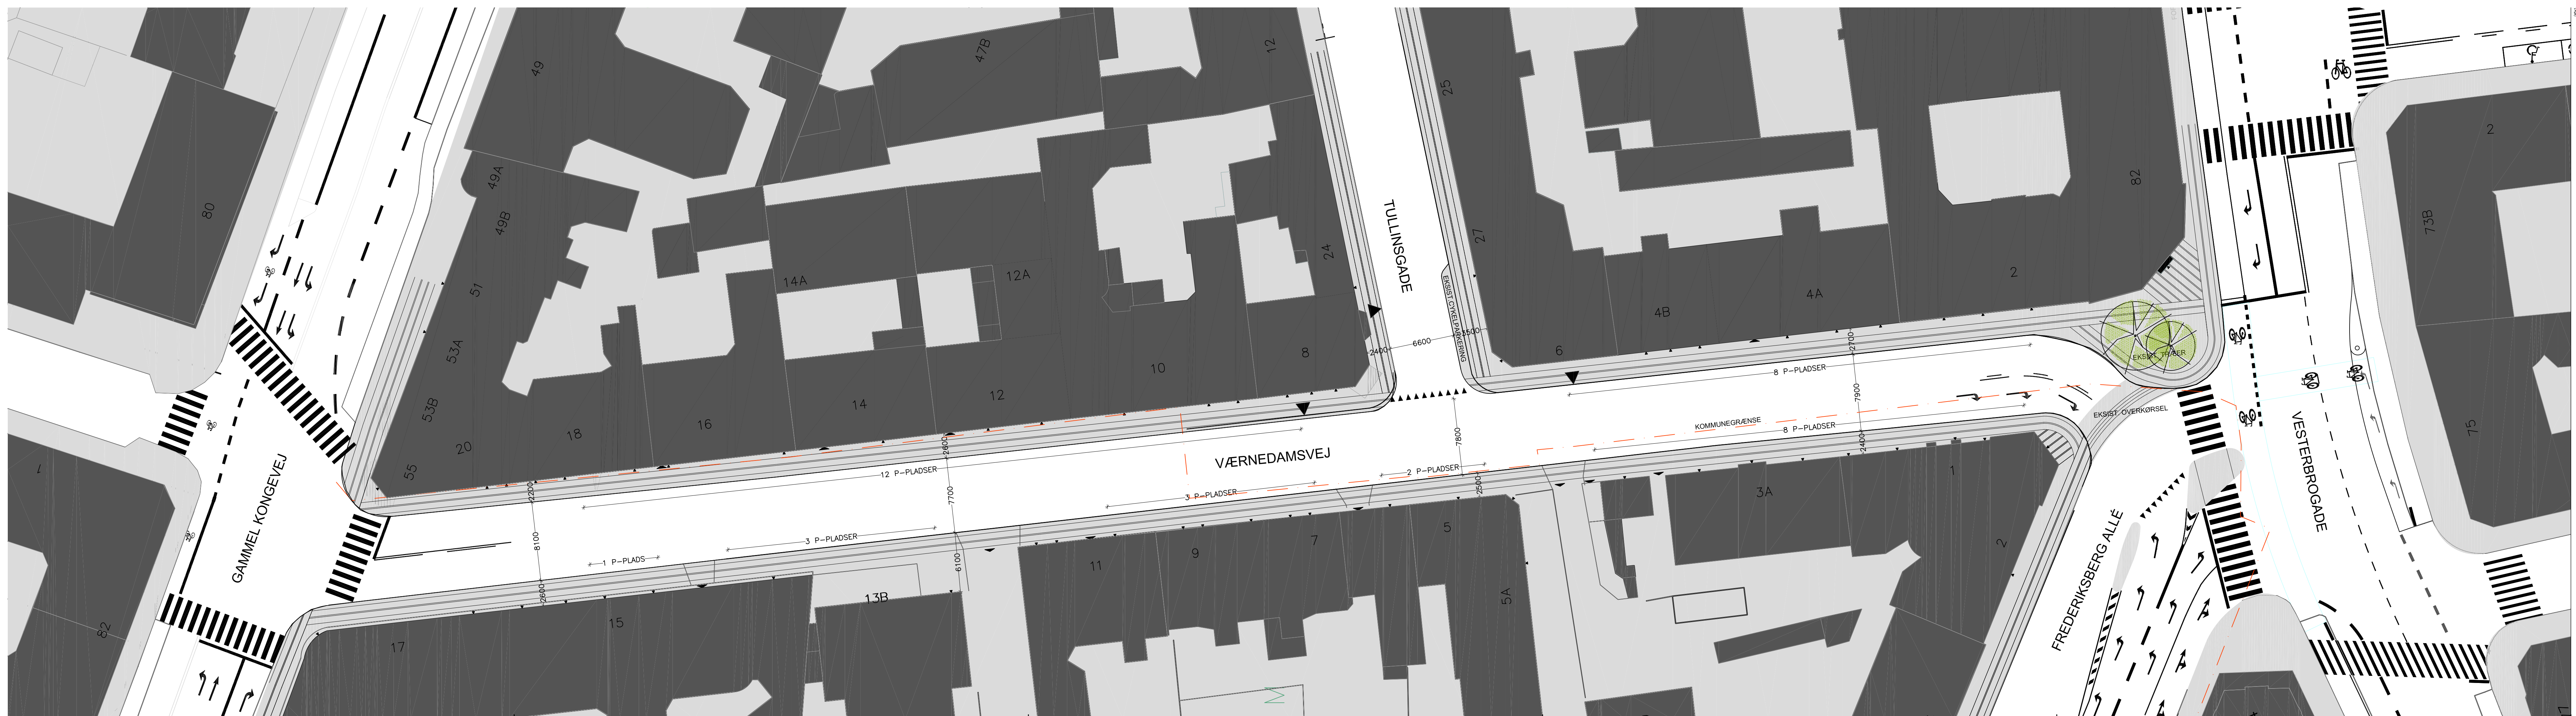 49
47B
12
25
2
80
49A
49B
51
53A
53B
55
20
18
16
14A
14
12A
12
10
24
8
TULLINSGADE
27
EKSIST.CYKELPARKERING
6
4B
4A
2
82
73B
75
EKSIST. TRÆER
EKSIST. OVERKØRSEL
2400
6600
3500
2700
8 P-PLADSER
7900
KOMMUNEGRÆNSE
8 P-PLADSER
2400
VÆRNEDAMSVEJ
7800
2 P-PLADSER
2500
3 P-PLADSER
2600
12 P-PLADSER
7700
2200
8100
3 P-PLADSER
1 P-PLADS
6100
2600
GAMMEL KONGEVEJ
VESTERBROGADE
FREDERIKSBERG ALLÉ
82
17
15
13B
11
9
7
5
5A
3A
1
2